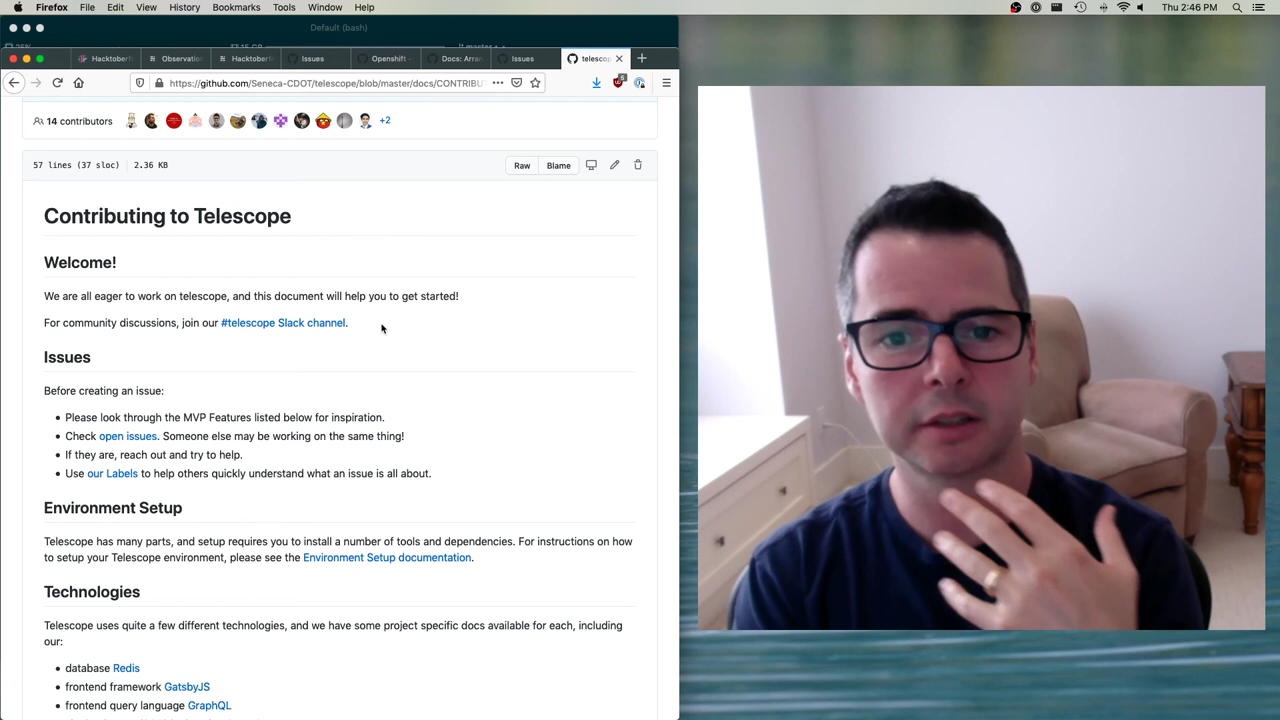 Firefox File Edit View History Bookmarks Tools Window Help
Thu 2:46 PM
Default (bash)
Hacktoberf
Observation
Hacktoberf
Issues
Openshift
Docs: Arran
Issues
telescop
https://github.com/Seneca-CDOT/telescope/blob/master/docs/CONTRIBU
14 contributors
+2
57 lines (37 sloc) 2.36 KB
Raw Blame
Contributing to Telescope
Welcome!
We are all eager to work on telescope, and this document will help you to get started!
For community discussions, join our #telescope Slack channel.
Issues
Before creating an issue:
• Please look through the MVP Features listed below for inspiration.
• Check open issues. Someone else may be working on the same thing!
• If they are, reach out and try to help.
• Use our Labels to help others quickly understand what an issue is all about.
Environment Setup
Telescope has many parts, and setup requires you to install a number of tools and dependencies. For instructions on how
to setup your Telescope environment, please see the Environment Setup documentation.
Technologies
Telescope uses quite a few different technologies, and we have some project specific docs available for each, including
our:
• database Redis
• frontend framework GatsbyJS
• frontend query language GraphQL